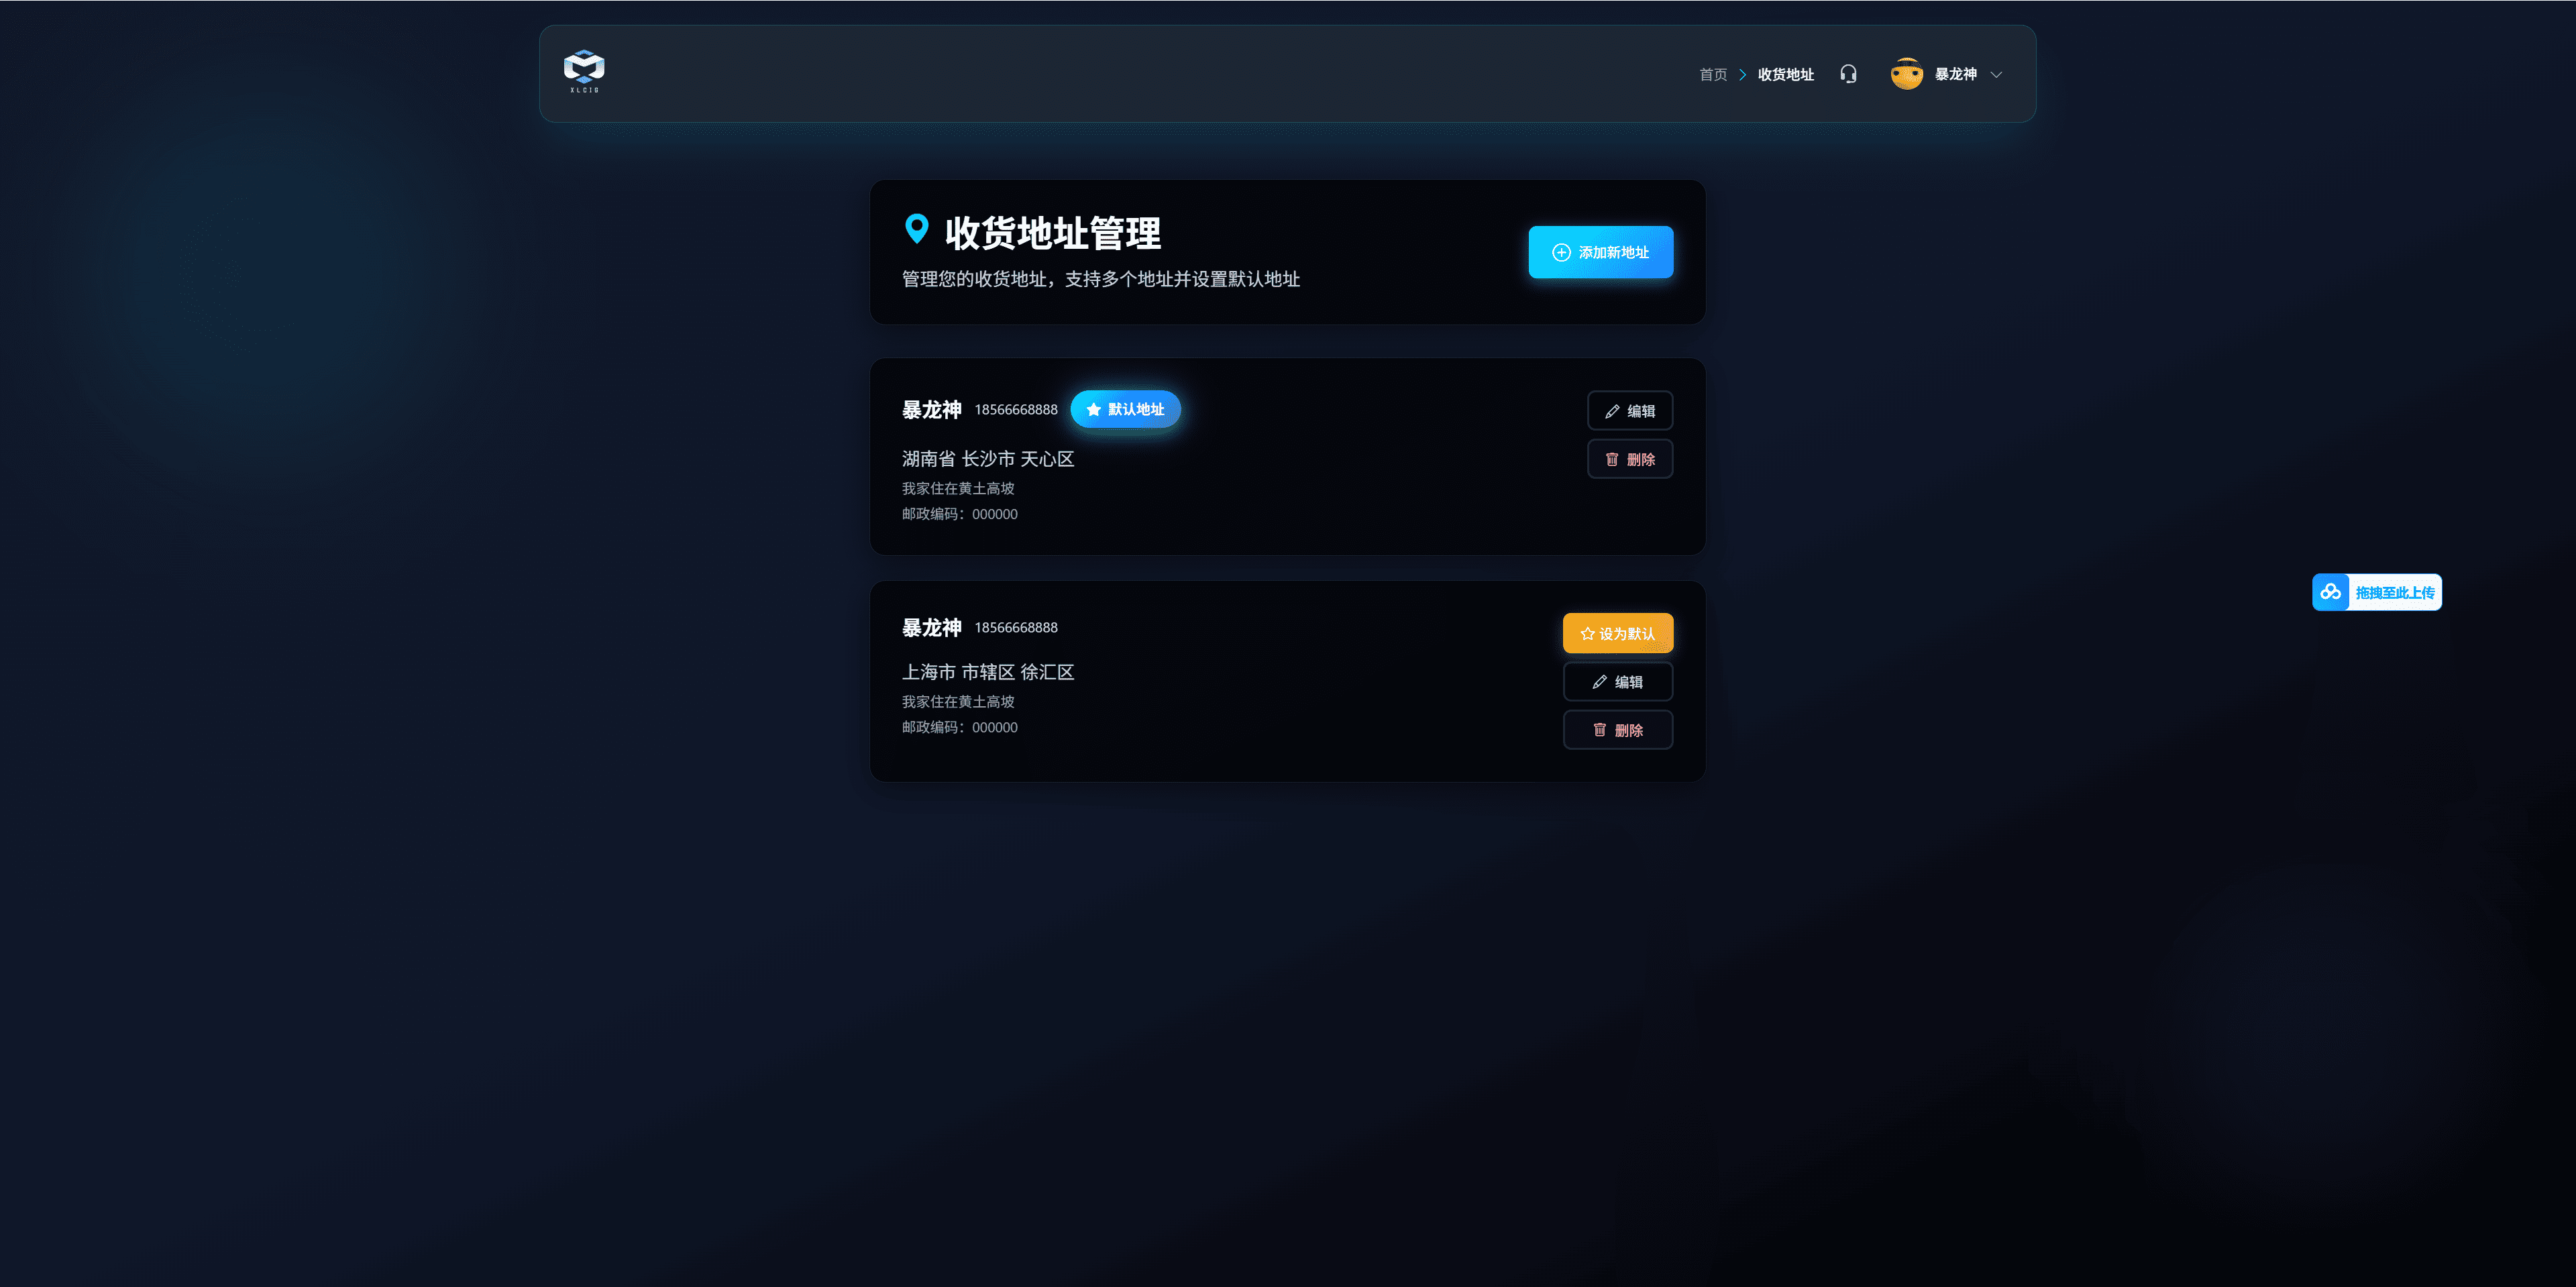 XLCIG
首页 > 收货地址
暴龙神
收货地址管理
管理您的收货地址，支持多个地址并设置默认地址
添加新地址
暴龙神 18566668888 默认地址
编辑
湖南省 长沙市 天心区
删除
我家住在黄土高坡
邮政编码：000000
拖拽至此上传
暴龙神 18566668888
设为默认
上海市 市辖区 徐汇区
编辑
我家住在黄土高坡
邮政编码：000000
删除